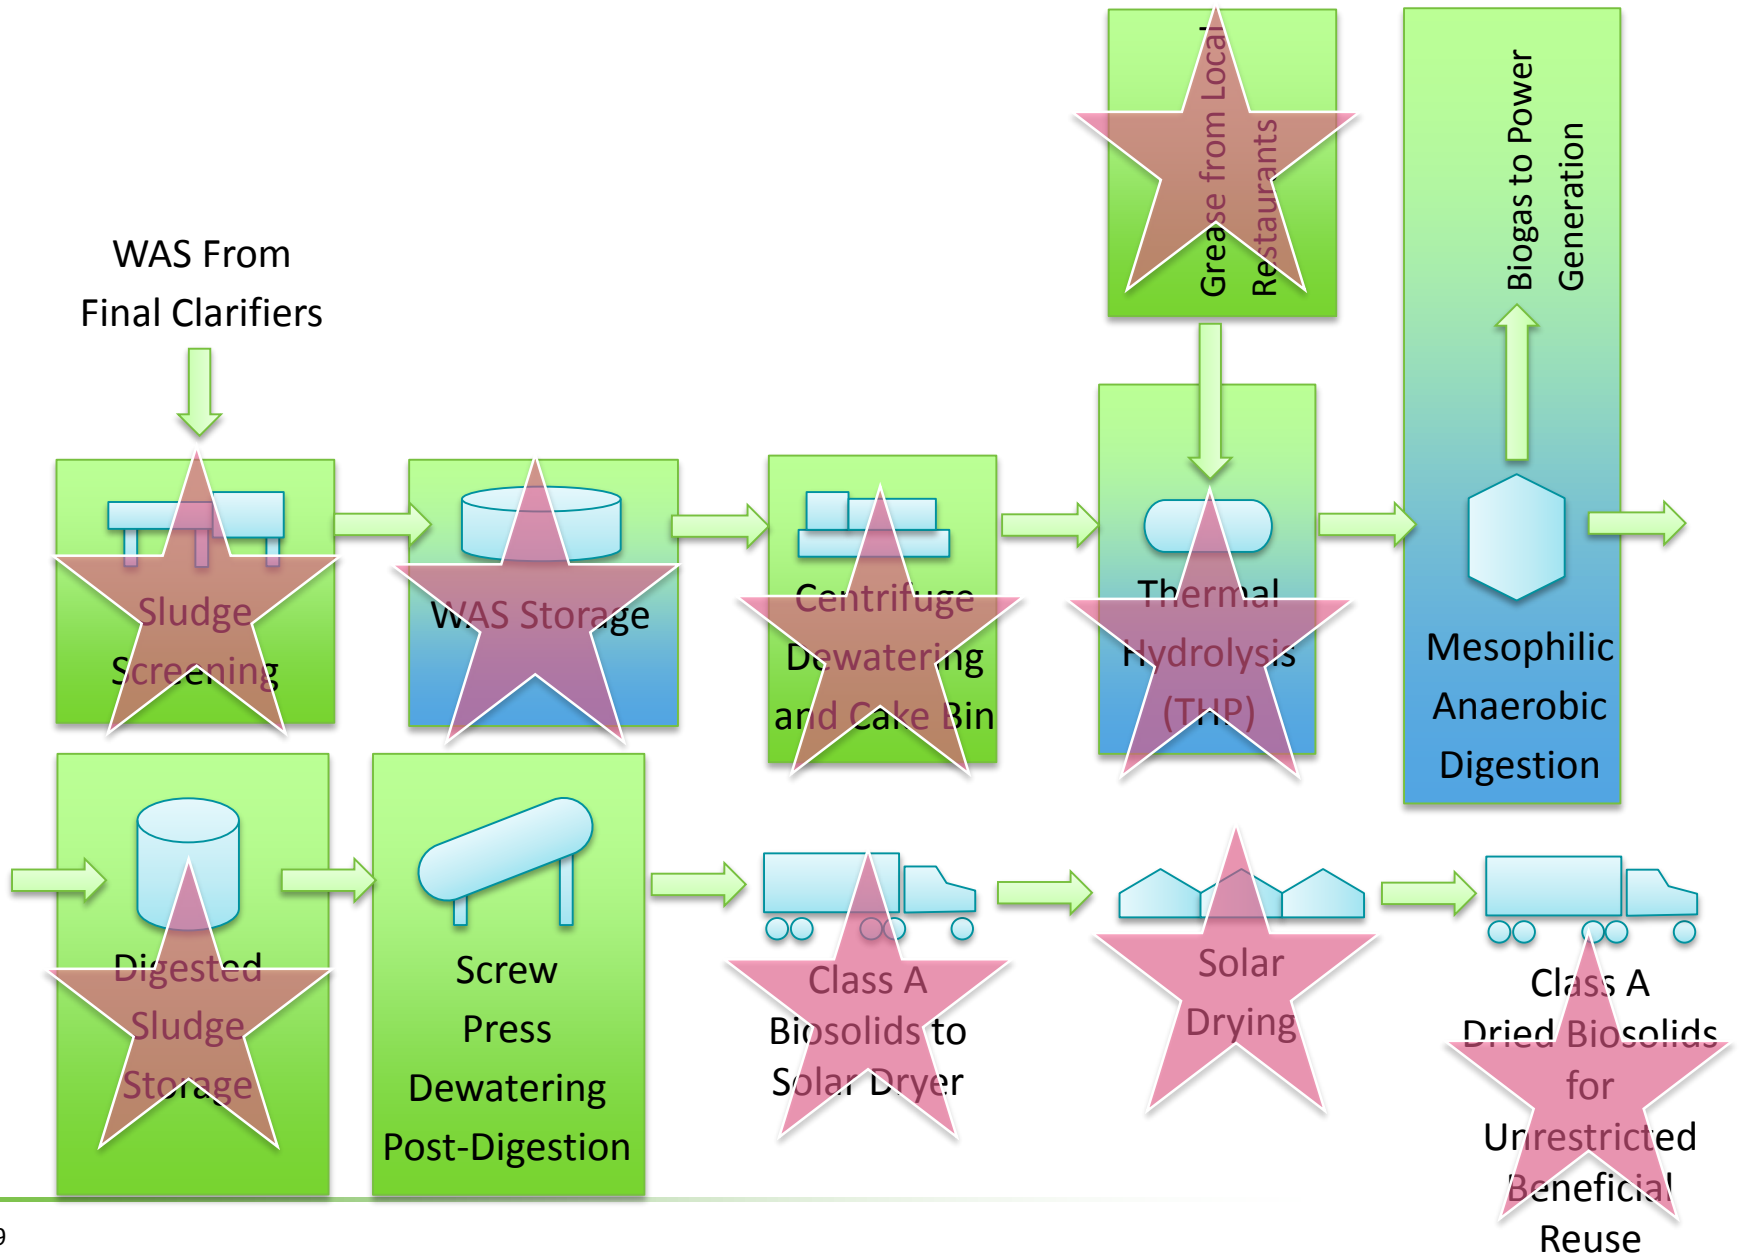 Grease from Local
Restaurants
Biogas to Power
Generation
WAS From
Final Clarifiers
Sludge
Screening
WAS Storage
Centrifuge
Dewatering
and Cake Bin
Thermal
Hydrolysis
(THP)
Mesophilic
Anaerobic
Digestion
Digested
Sludge
Storage
Screw
Press
Dewatering
Post-Digestion
Class A
Biosolids to
Solar Dryer
Solar
Drying
Class A
Dried Biosolids
for
Unrestricted
Beneficial
Reuse
9